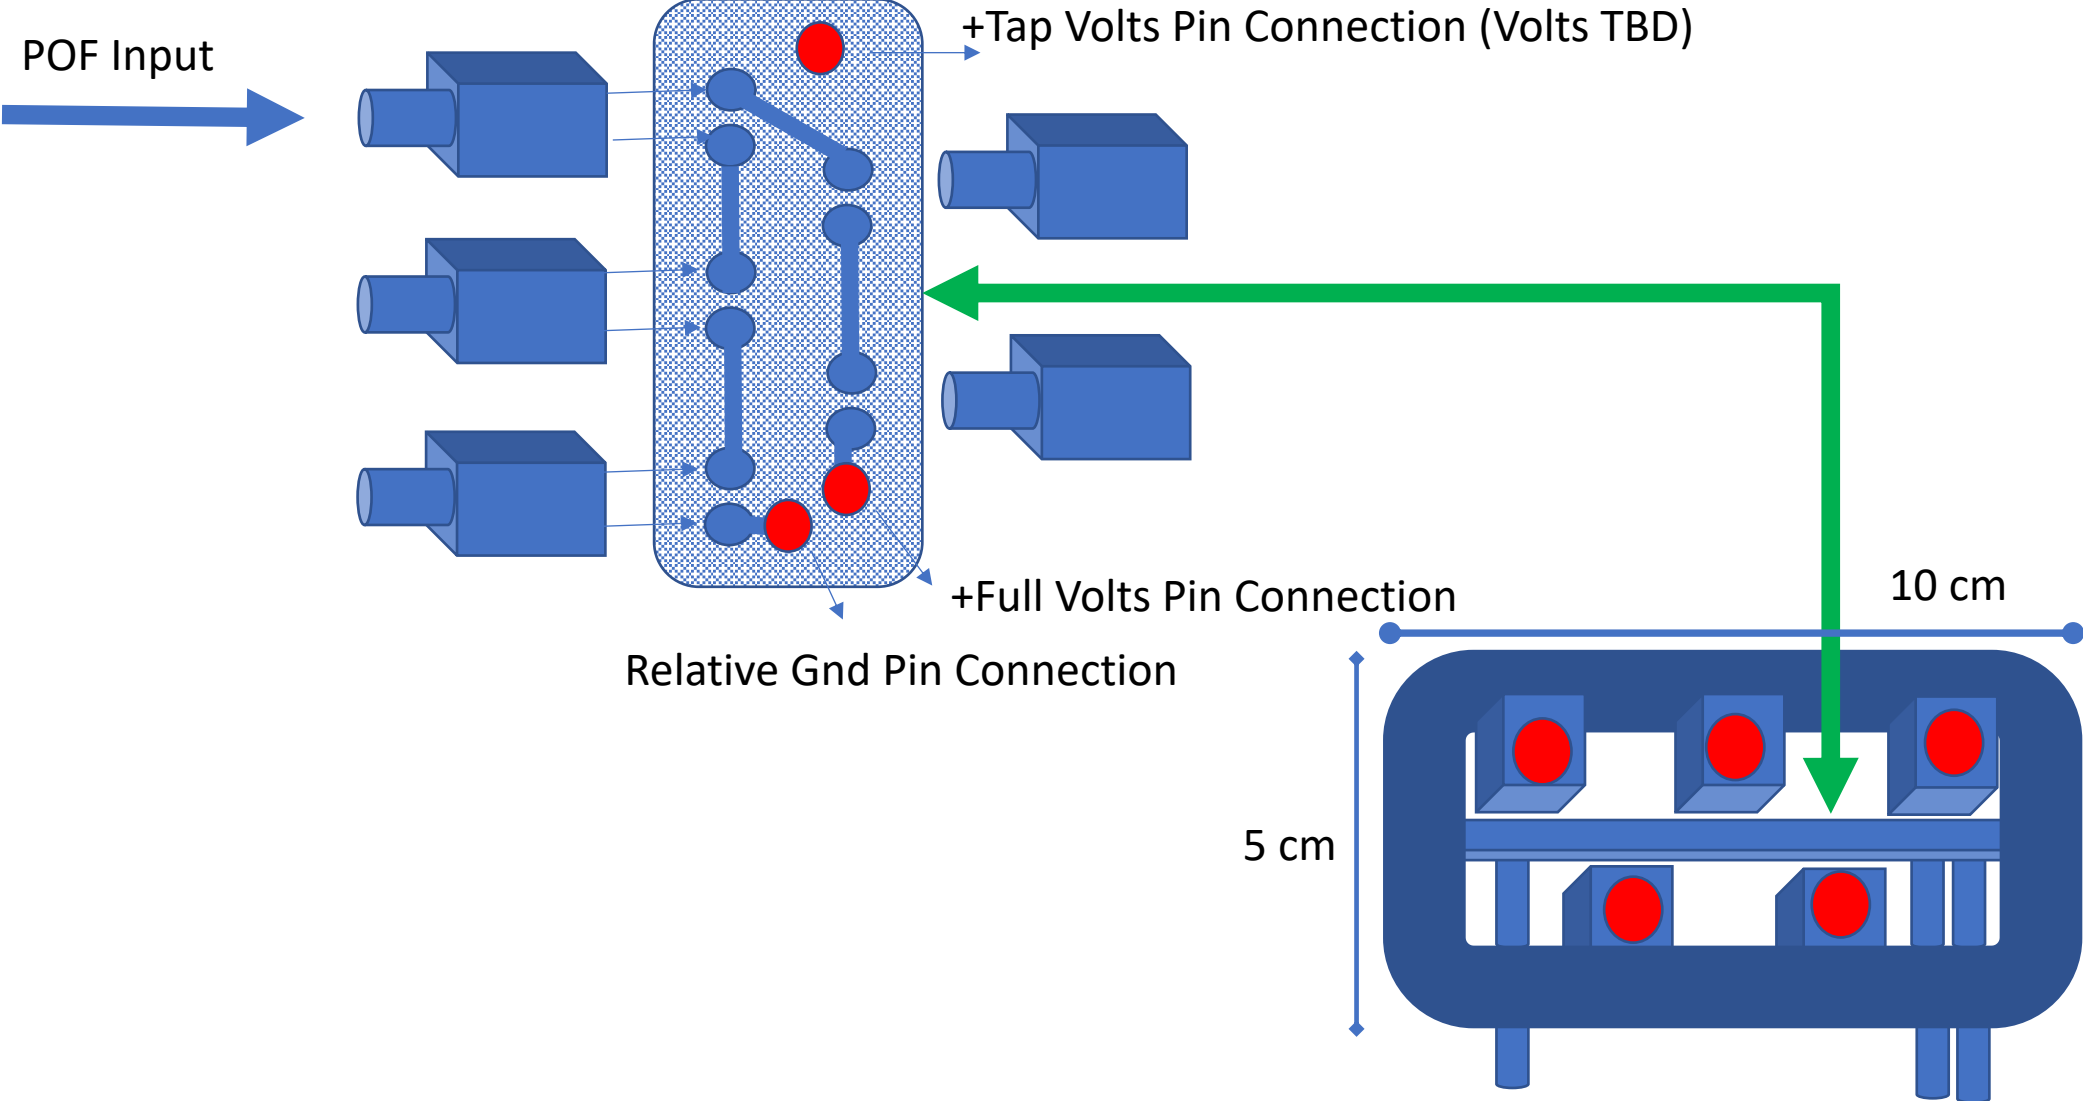 +Tap Volts Pin Connection (Volts TBD)
POF Input
+Full Volts Pin Connection
10 cm
Relative Gnd Pin Connection
5 cm